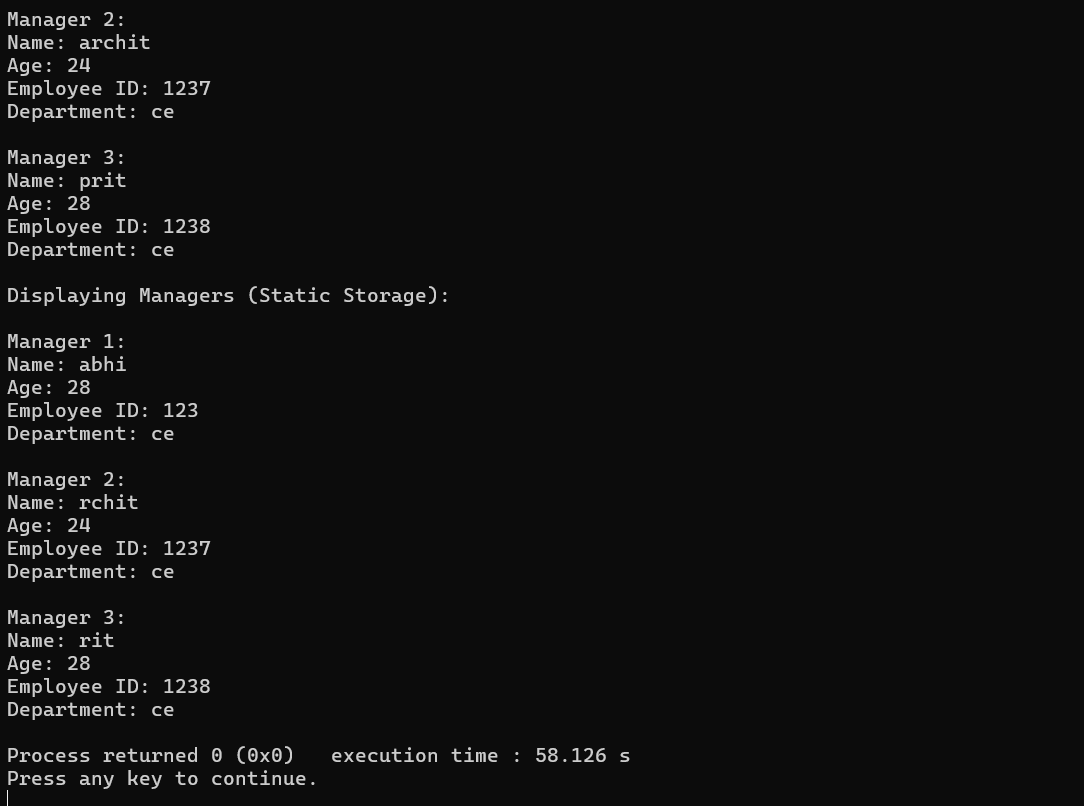 Manager 2:
Name: archit
Age: 24
Employee ID: 1237
Department: ce
Manager 3:
Name: prit
Age: 28
Employee ID: 1238
Department: ce
Displaying Managers (Static Storage):
Manager 1:
Name: abhi
Age: 28
Employee ID: 123
Department: ce
Manager 2:
Name: rchit
Age: 24
Employee ID: 1237
Department: ce
Manager 3:
Name: rit
Age: 28
Employee ID: 1238
Department: ce
Process returned 0 (0x0)   execution time : 58.126 s
Press any key to continue.